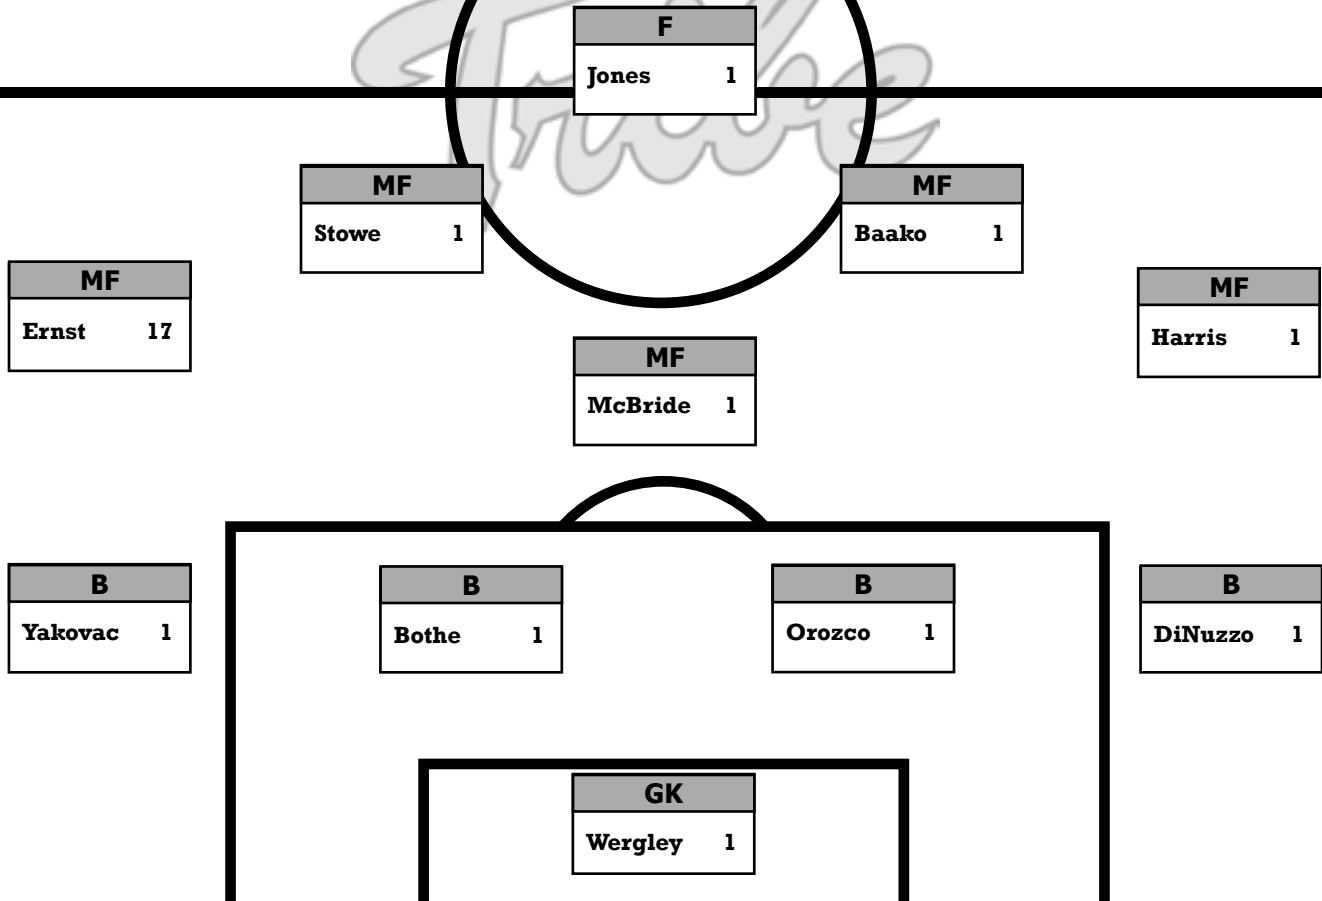 Tribe
F
Jones 1
MF
Stowe 1
MF
Baako 1
MF
Ernst 17
MF
Harris 1
MF
McBride 1
B
Yakovac 1
B
Bothe 1
B
Orozco 1
B
DiNuzzo 1
GK
Wergley 1